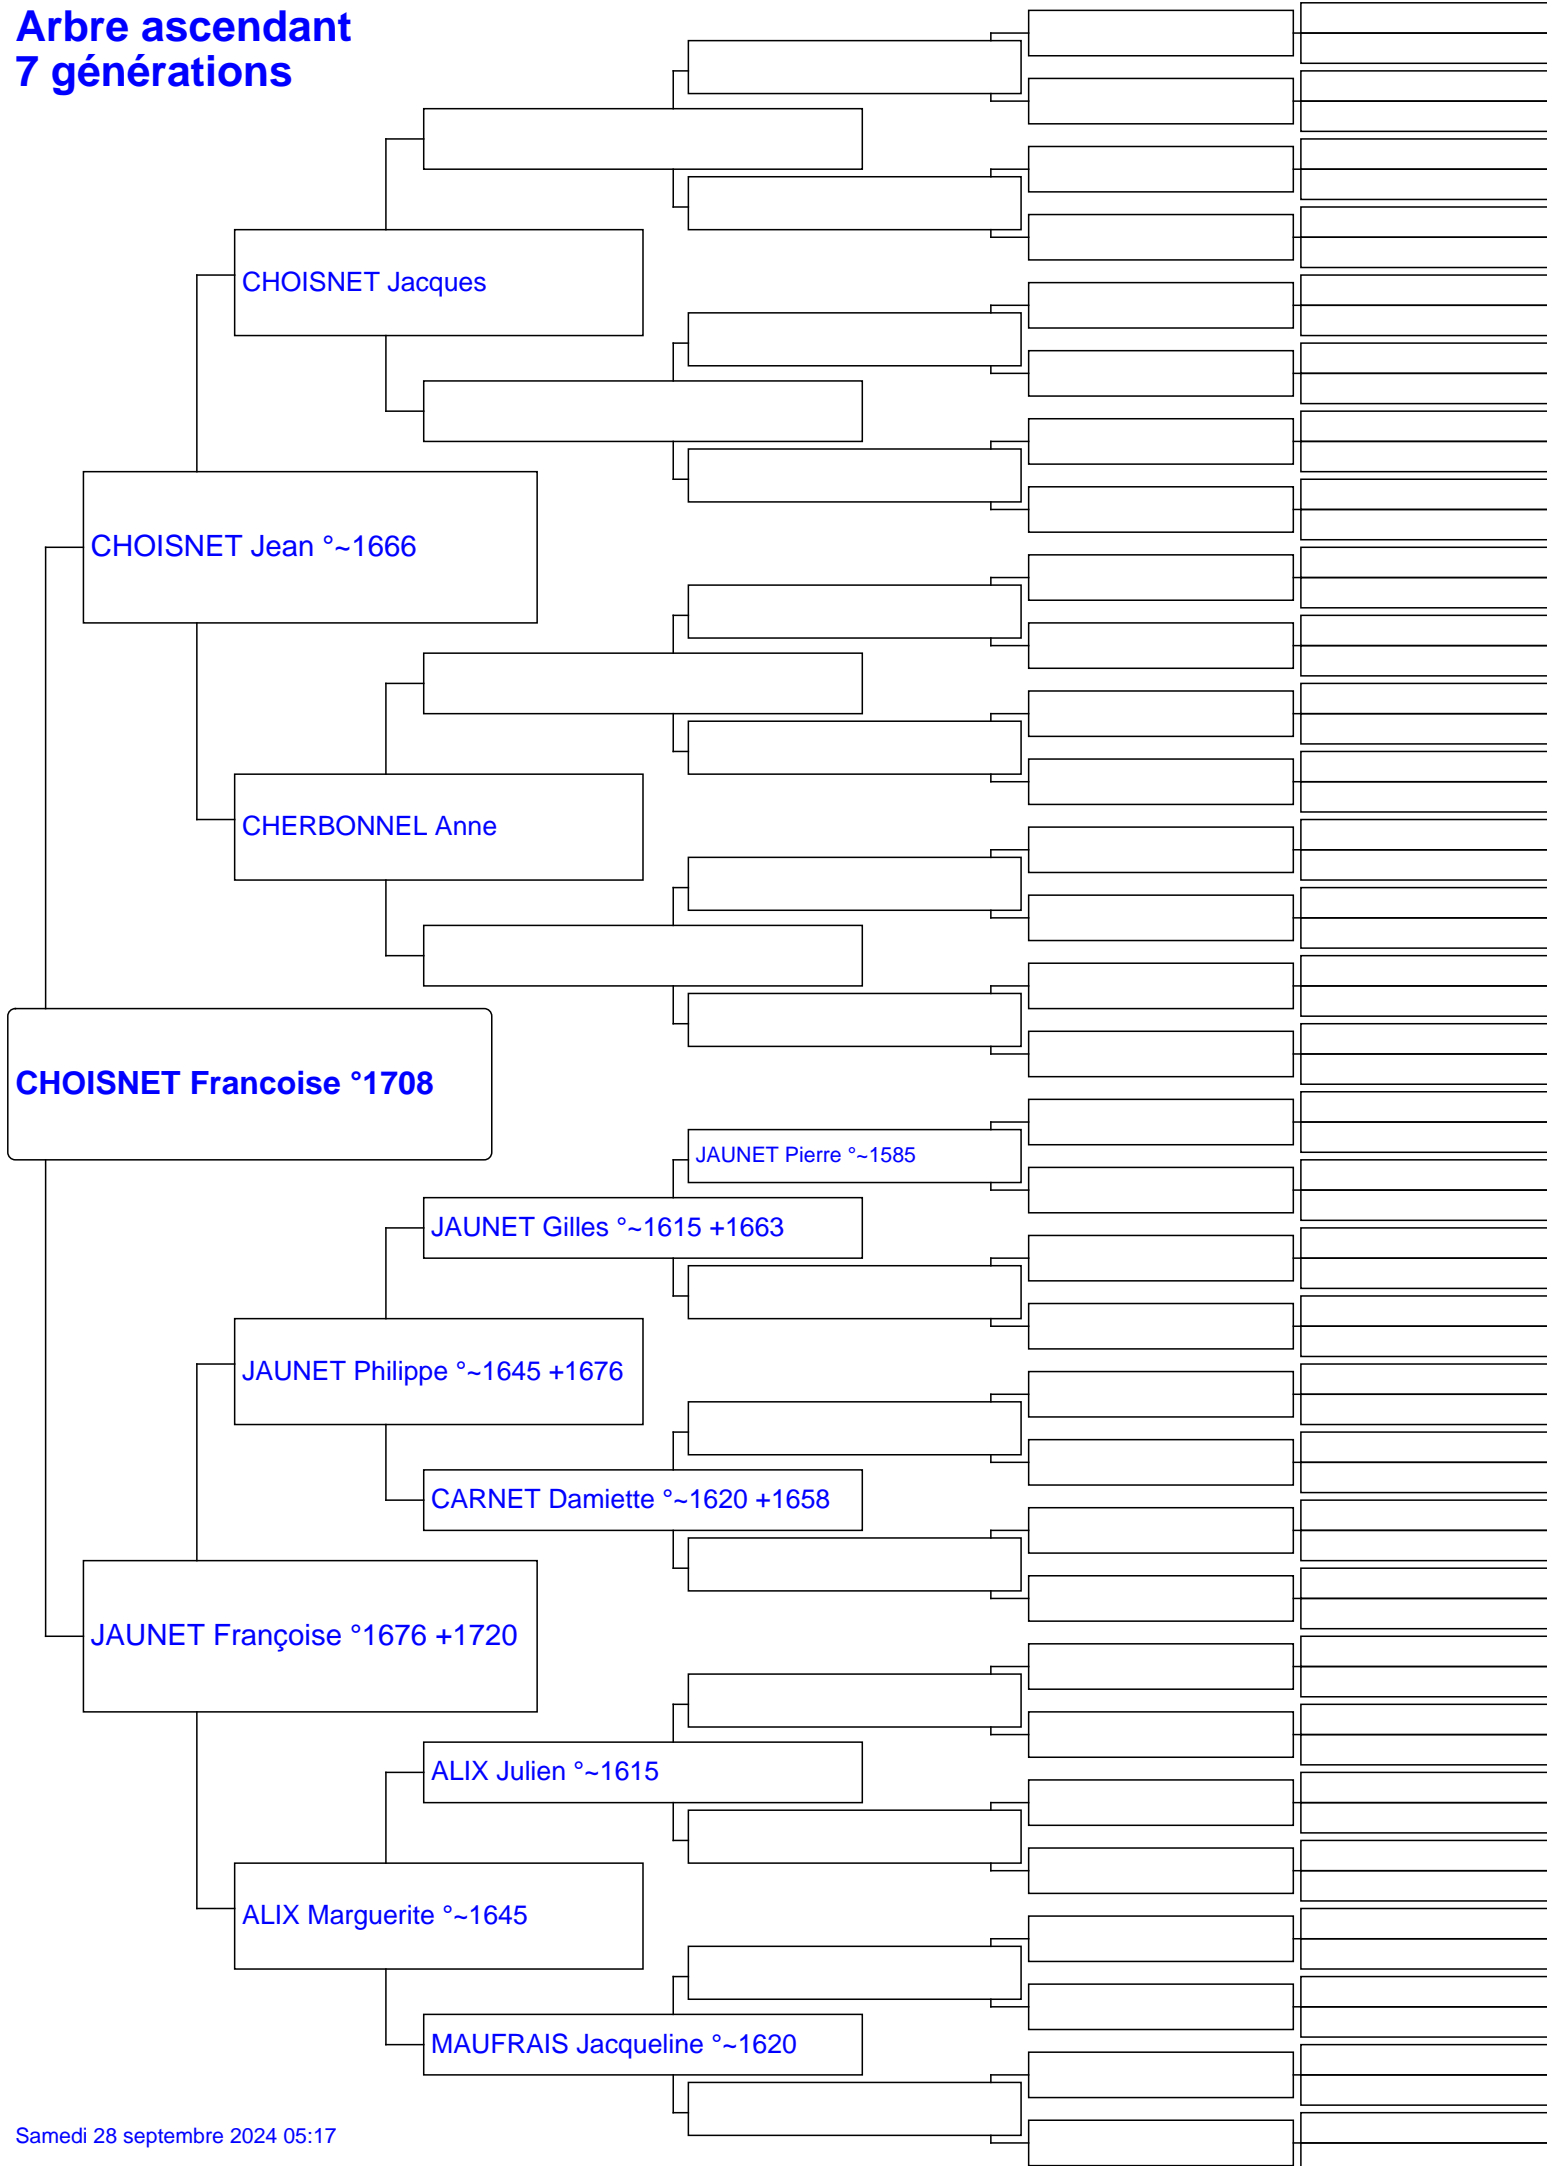 Arbre ascendant
7 générations
CHOISNET Jacques
CHOISNET Jean °~1666
CHERBONNEL Anne
CHOISNET Francoise °1708
JAUNET Pierre °~1585
JAUNET Gilles °~1615 +1663
JAUNET Philippe °~1645 +1676
CARNET Damiette °~1620 +1658
JAUNET Françoise °1676 +1720
ALIX Julien °~1615
ALIX Marguerite °~1645
MAUFRAIS Jacqueline °~1620
Samedi 28 septembre 2024 05:17